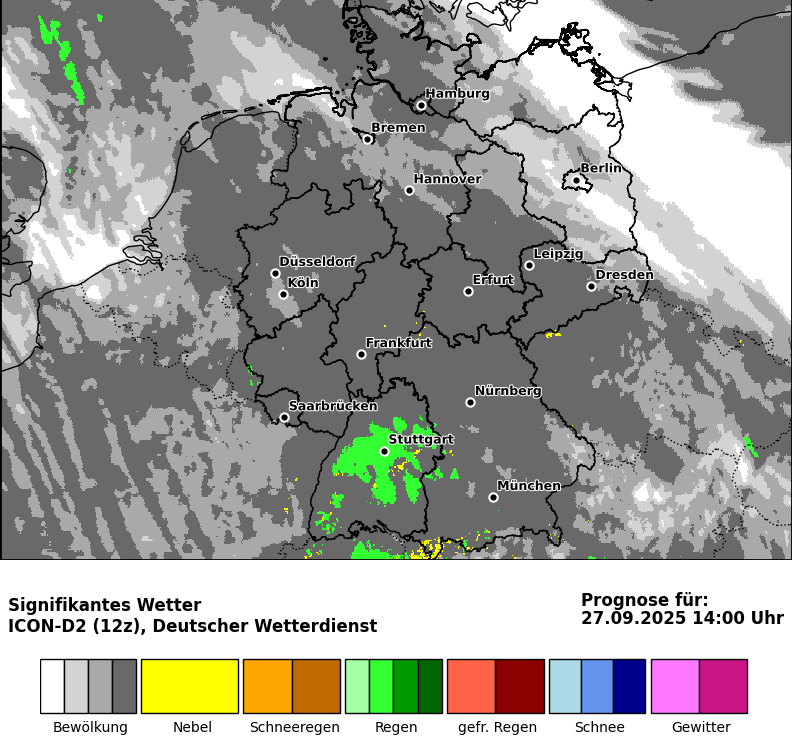 Hamburg
Bremen
Berlin
Hannover
Leipzig
Düsseldorf
Dresden
Erfurt
Köln
Frankfurt
Nürnberg
Saarbrücken
Stuttgart
München
Signifikantes Wetter
ICON-D2 (12z), Deutscher Wetterdienst
Prognose für:
27.09.2025 14:00 Uhr
Bewölkung
Nebel
Schneeregen
Regen
gefr. Regen
Schnee
Gewitter